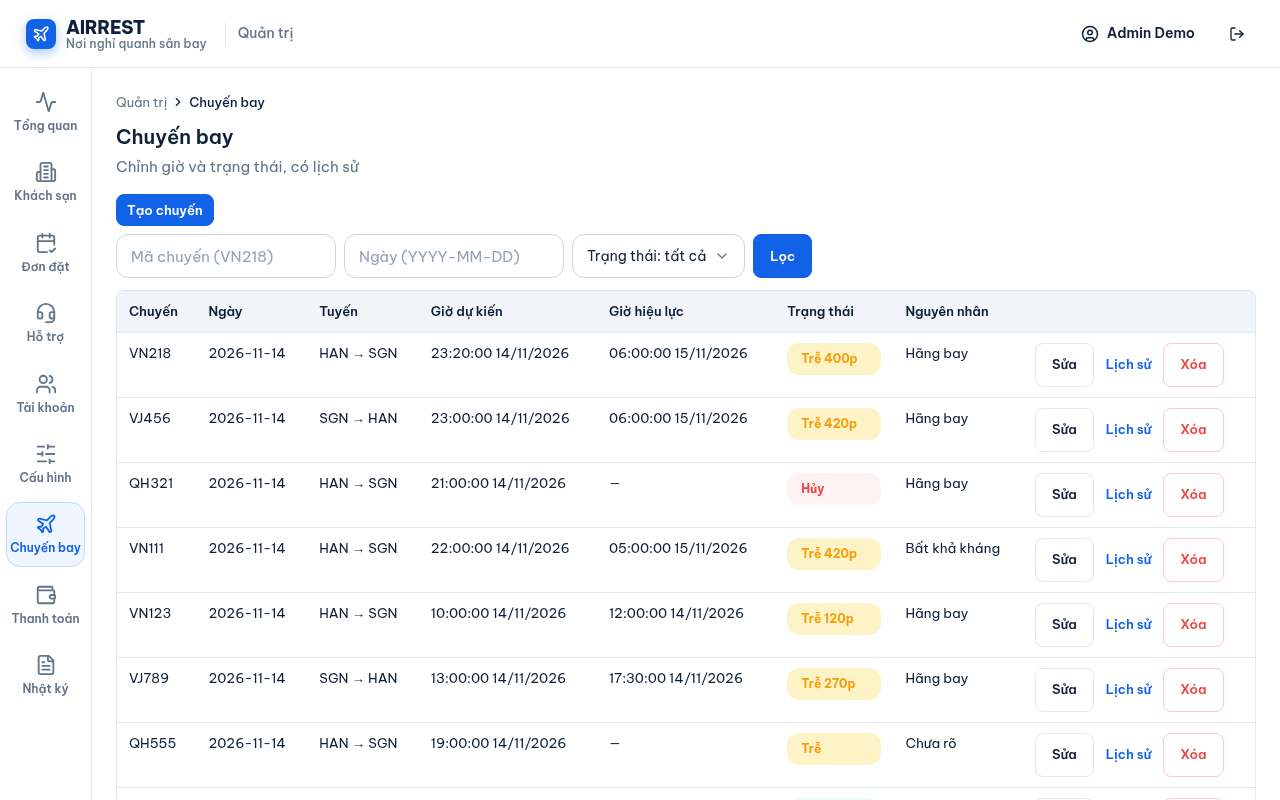 AIRREST
Nơi nghỉ quanh sân bay
Quản trị
Admin Demo
Tổng quan
Khách sạn
Đơn đặt
Hỗ trợ
Tài khoản
Cấu hình
Chuyến bay
Thanh toán
Nhật ký
Quản trị > Chuyến bay
Chuyến bay
Chỉnh giờ và trạng thái, có lịch sử
Tạo chuyến
Mã chuyến (VN218) Ngày (YYYY-MM-DD) Trạng thái: tất cả Lọc
Chuyến Ngày Tuyến Giờ dự kiến Giờ hiệu lực Trạng thái Nguyên nhân
VN218 2026-11-14 HAN → SGN 23:20:00 14/11/2026 06:00:00 15/11/2026 Trễ 400p Hãng bay Sửa Lịch sử Xóa
VJ456 2026-11-14 SGN → HAN 23:00:00 14/11/2026 06:00:00 15/11/2026 Trễ 420p Hãng bay Sửa Lịch sử Xóa
QH321 2026-11-14 HAN → SGN 21:00:00 14/11/2026 — Hủy Hãng bay Sửa Lịch sử Xóa
VN111 2026-11-14 HAN → SGN 22:00:00 14/11/2026 05:00:00 15/11/2026 Trễ 420p Bất khả kháng Sửa Lịch sử Xóa
VN123 2026-11-14 HAN → SGN 10:00:00 14/11/2026 12:00:00 14/11/2026 Trễ 120p Hãng bay Sửa Lịch sử Xóa
VJ789 2026-11-14 SGN → HAN 13:00:00 14/11/2026 17:30:00 14/11/2026 Trễ 270p Hãng bay Sửa Lịch sử Xóa
QH555 2026-11-14 HAN → SGN 19:00:00 14/11/2026 — Trễ Chưa rõ Sửa Lịch sử Xóa